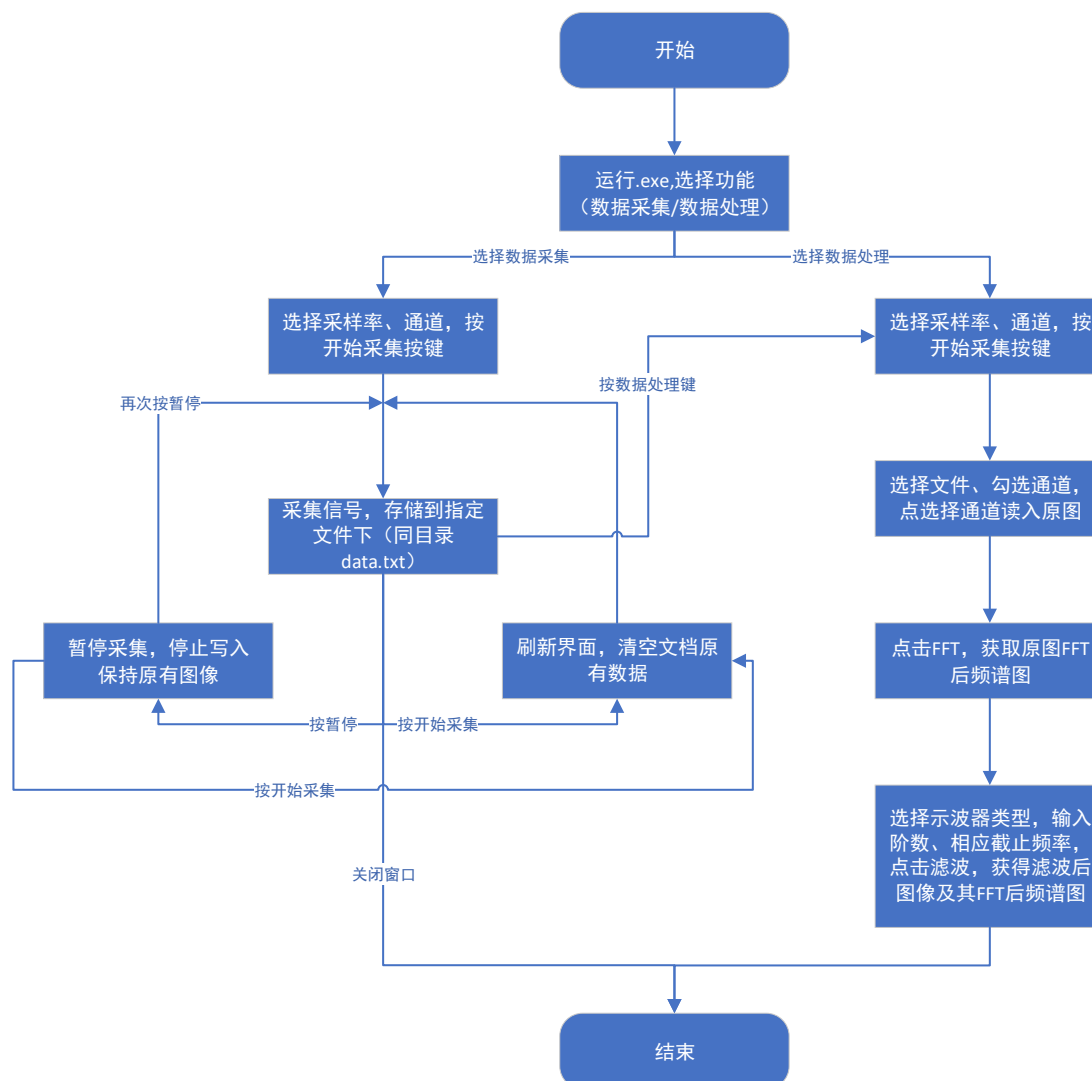 开始
运行.exe,选择功能
（数据采集/数据处理）
选择数据采集
选择数据处理
选择采样率、通道，按
开始采集按键
选择采样率、通道，按
开始采集按键
按数据处理键
再次按暂停
采集信号，存储到指定
文件下（同目录
data.txt）
选择文件、勾选通道，
点选择通道读入原图
暂停采集，停止写入
保持原有图像
刷新界面，清空文档原
有数据
点击FFT，获取原图FFT
后频谱图
按暂停
按开始采集
按开始采集
选择示波器类型，输入
阶数、相应截止频率，
点击滤波，获得滤波后
图像及其FFT后频谱图
关闭窗口
结束